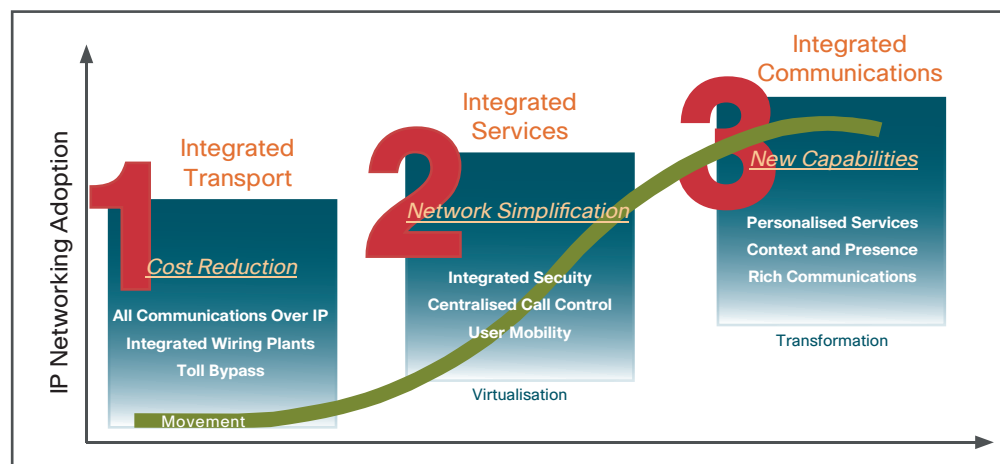 IP Networking Adoption
1
Integrated
Transport
Cost Reduction
All Communications Over IP
Integrated Wiring Plants
Toll Bypass
Movement
2
Integrated
Services
Network Simplification
Integrated Secuity
Centralised Call Control
User Mobility
Virtualisation
3
Integrated
Communications
New Capabilities
Personalised Services
Context and Presence
Rich Communications
Transformation